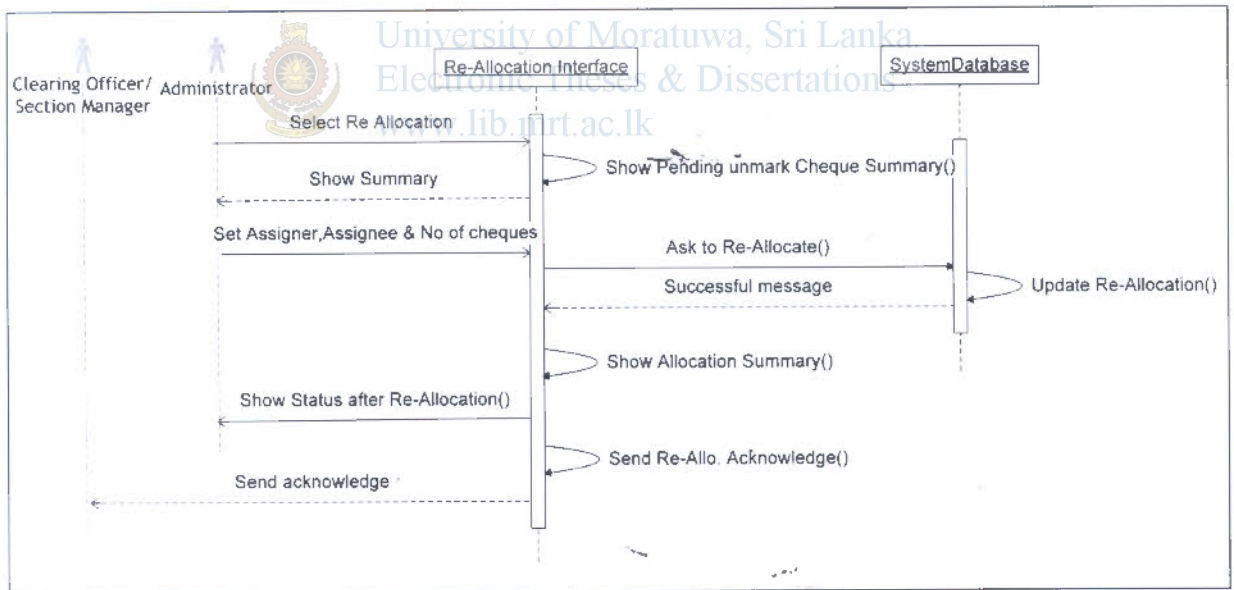 University of Moratuwa, Sri Lanka.
Electronic Theses & Dissertations
www.lib.mrt.ac.lk
Clearing Officer/
Section Manager
Administrator
Re-Allocation Interface
SystemDatabase
Select Re Allocation
Show Pending unmark Cheque Summary()
Show Summary
Set Assigner,Assignee & No of cheques
Ask to Re-Allocate()
Successful message
Update Re-Allocation()
Show Allocation Summary()
Show Status after Re-Allocation()
Send Re-Allo. Acknowledge()
Send acknowledge